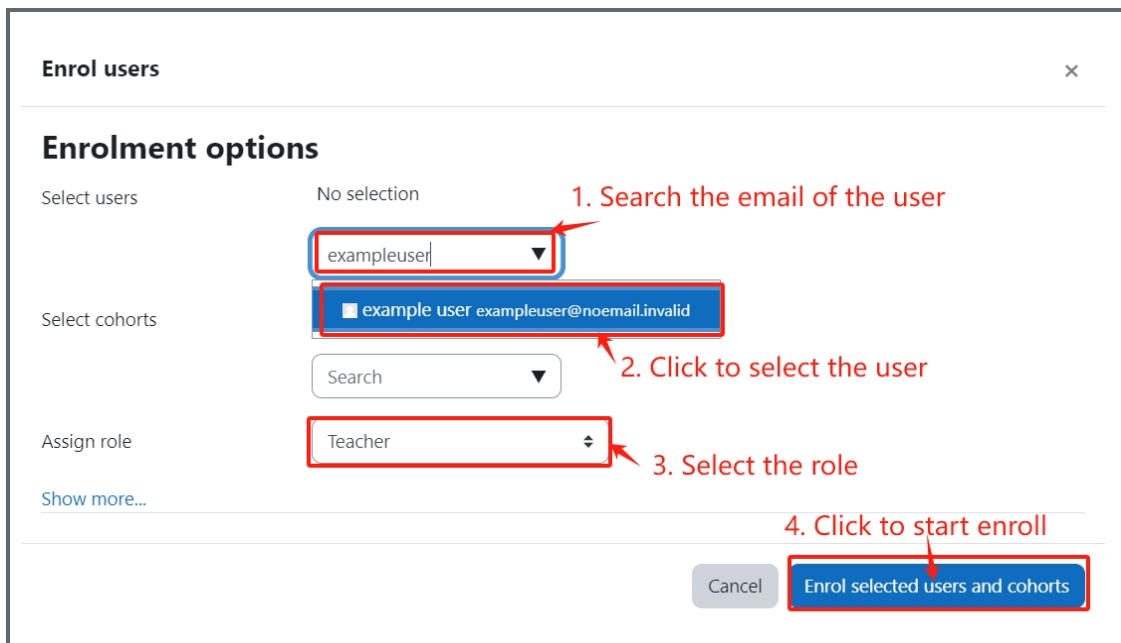 Enrol users
×
Enrolment options
Select users
No selection
1. Search the email of the user
exampleuser
example user exampleuser@noemail.invalid
Select cohorts
2. Click to select the user
Search
Assign role
Teacher
3. Select the role
Show more...
4. Click to start enroll
Cancel
Enrol selected users and cohorts